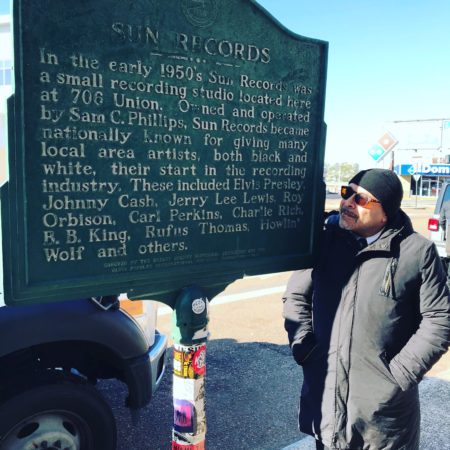 SUN RECORDS
In the early 1950's Sun Records was
a small recording studio located here
at 706 Union. Owned and operated
by Sam C. Phillips, Sun Records became
nationally known for giving many
local area artists, both black and
white, their start in the recording
industry. These included Elvis Presley,
Johnny Cash, Jerry Lee Lewis, Roy
Orbison, Carl Perkins, Charlie Rich,
B. B. King, Rufus Thomas, Howlin'
Wolf and others.
Dom